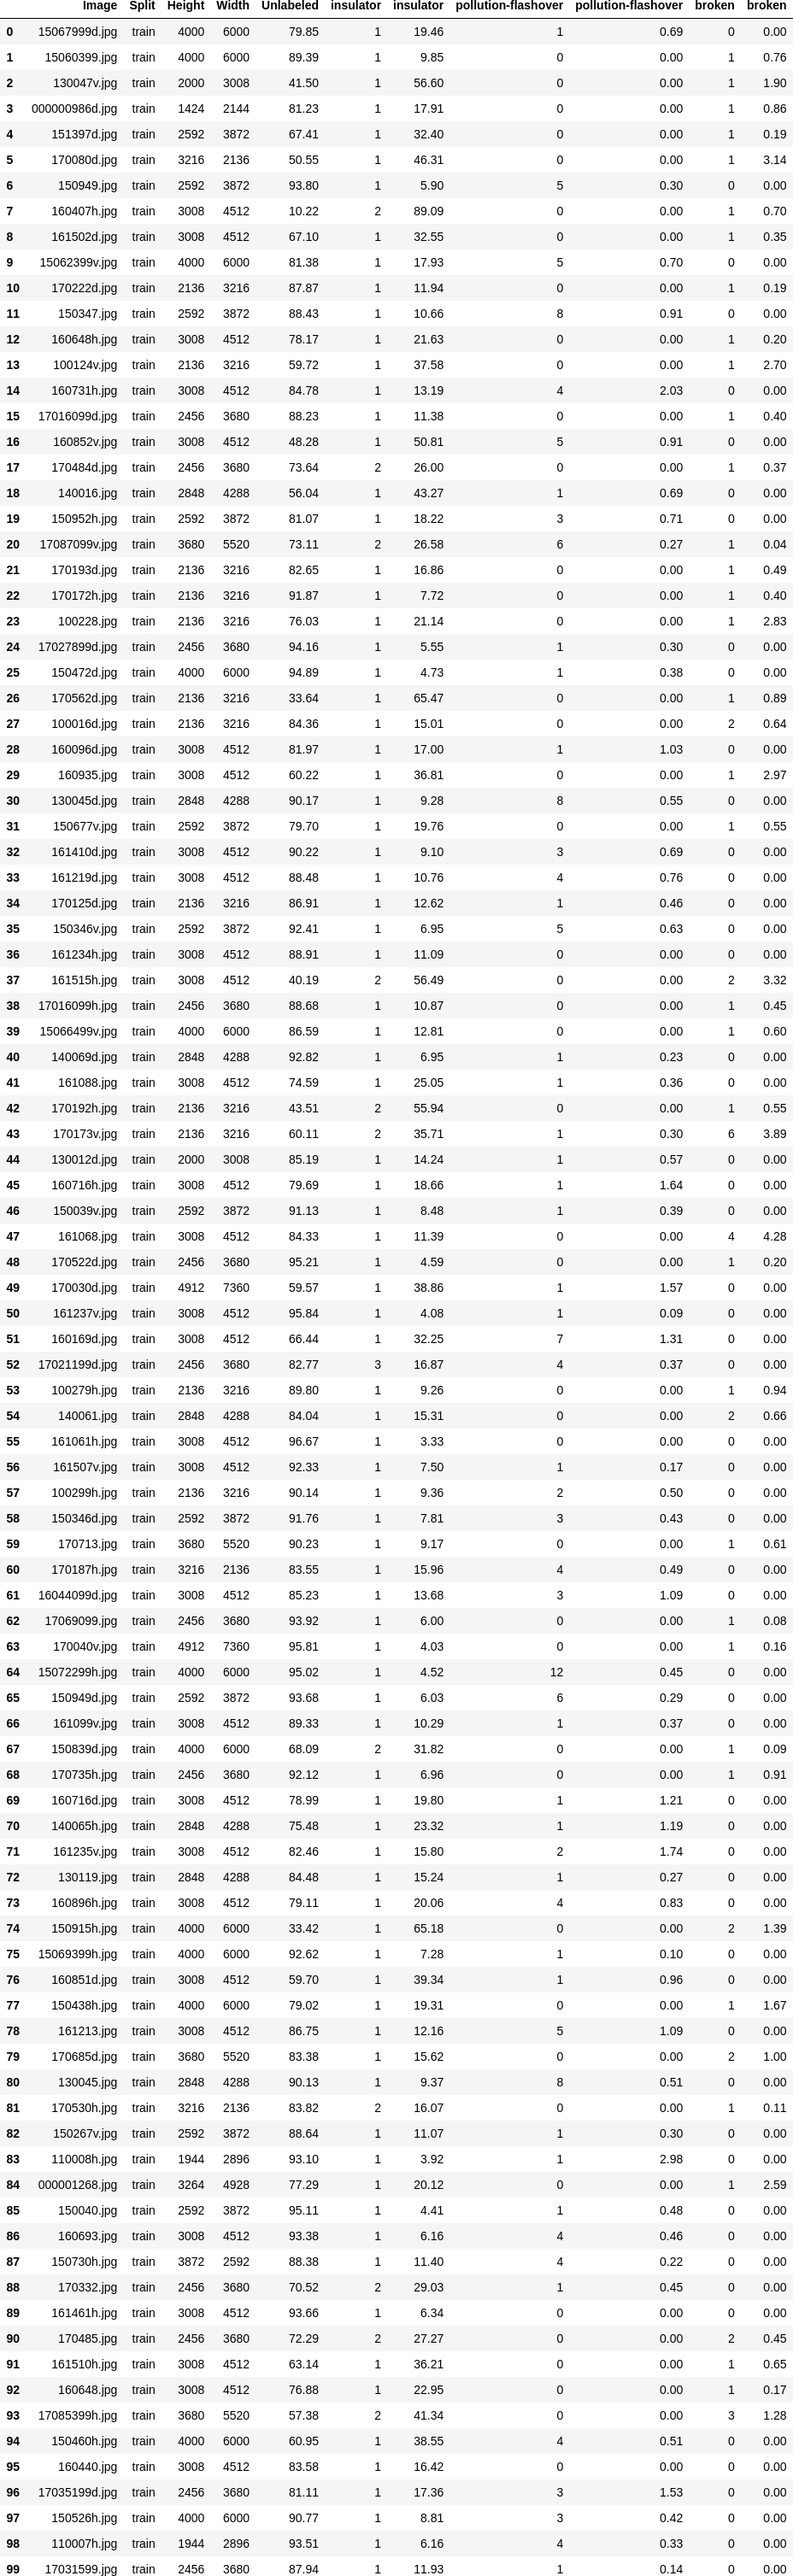 Image Split Height Width Unlabeled insulator insulator pollution-flashover pollution-flashover broken broken
0 15067999d.jpg train 4000 6000 79.85 1 19.46 1 0.69 0 0.00
1 15060399.jpg train 4000 6000 89.39 1 9.85 0 0.00 1 0.76
2 130047v.jpg train 2000 3008 41.50 1 56.60 0 0.00 1 1.90
3 000000986d.jpg train 1424 2144 81.23 1 17.91 0 0.00 1 0.86
4 151397d.jpg train 2592 3872 67.41 1 32.40 0 0.00 1 0.19
5 170080d.jpg train 3216 2136 50.55 1 46.31 0 0.00 1 3.14
6 150949.jpg train 2592 3872 93.80 1 5.90 5 0.30 0 0.00
7 160407h.jpg train 3008 4512 10.22 2 89.09 0 0.00 1 0.70
8 161502d.jpg train 3008 4512 67.10 1 32.55 0 0.00 1 0.35
9 15062399v.jpg train 4000 6000 81.38 1 17.93 5 0.70 0 0.00
10 170222d.jpg train 2136 3216 87.87 1 11.94 0 0.00 1 0.19
11 150347.jpg train 2592 3872 88.43 1 10.66 8 0.91 0 0.00
12 160648h.jpg train 3008 4512 78.17 1 21.63 0 0.00 1 0.20
13 100124v.jpg train 2136 3216 59.72 1 37.58 0 0.00 1 2.70
14 160731h.jpg train 3008 4512 84.78 1 13.19 4 2.03 0 0.00
15 17016099d.jpg train 2456 3680 88.23 1 11.38 0 0.00 1 0.40
16 160852v.jpg train 3008 4512 48.28 1 50.81 5 0.91 0 0.00
17 170484d.jpg train 2456 3680 73.64 2 26.00 0 0.00 1 0.37
18 140016.jpg train 2848 4288 56.04 1 43.27 1 0.69 0 0.00
19 150952h.jpg train 2592 3872 81.07 1 18.22 3 0.71 0 0.00
20 17087099v.jpg train 3680 5520 73.11 2 26.58 6 0.27 1 0.04
21 170193d.jpg train 2136 3216 82.65 1 16.86 0 0.00 1 0.49
22 170172h.jpg train 2136 3216 91.87 1 7.72 0 0.00 1 0.40
23 100228.jpg train 2136 3216 76.03 1 21.14 0 0.00 1 2.83
24 17027899d.jpg train 2456 3680 94.16 1 5.55 1 0.30 0 0.00
25 150472d.jpg train 4000 6000 94.89 1 4.73 1 0.38 0 0.00
26 170562d.jpg train 2136 3216 33.64 1 65.47 0 0.00 1 0.89
27 100016d.jpg train 2136 3216 84.36 1 15.01 0 0.00 2 0.64
28 160096d.jpg train 3008 4512 81.97 1 17.00 1 1.03 0 0.00
29 160935.jpg train 3008 4512 60.22 1 36.81 0 0.00 1 2.97
30 130045d.jpg train 2848 4288 90.17 1 9.28 8 0.55 0 0.00
31 150677v.jpg train 2592 3872 79.70 1 19.76 0 0.00 1 0.55
32 161410d.jpg train 3008 4512 90.22 1 9.10 3 0.69 0 0.00
33 161219d.jpg train 3008 4512 88.48 1 10.76 4 0.76 0 0.00
34 170125d.jpg train 2136 3216 86.91 1 12.62 1 0.46 0 0.00
35 150346v.jpg train 2592 3872 92.41 1 6.95 5 0.63 0 0.00
36 161234h.jpg train 3008 4512 88.91 1 11.09 0 0.00 0 0.00
37 161515h.jpg train 3008 4512 40.19 2 56.49 0 0.00 2 3.32
38 17016099h.jpg train 2456 3680 88.68 1 10.87 0 0.00 1 0.45
39 15066499v.jpg train 4000 6000 86.59 1 12.81 0 0.00 1 0.60
40 140069d.jpg train 2848 4288 92.82 1 6.95 1 0.23 0 0.00
41 161088.jpg train 3008 4512 74.59 1 25.05 1 0.36 0 0.00
42 170192h.jpg train 2136 3216 43.51 2 55.94 0 0.00 1 0.55
43 170173v.jpg train 2136 3216 60.11 2 35.71 1 0.30 6 3.89
44 130012d.jpg train 2000 3008 85.19 1 14.24 1 0.57 0 0.00
45 160716h.jpg train 3008 4512 79.69 1 18.66 1 1.64 0 0.00
46 150039v.jpg train 2592 3872 91.13 1 8.48 1 0.39 0 0.00
47 161068.jpg train 3008 4512 84.33 1 11.39 0 0.00 4 4.28
48 170522d.jpg train 2456 3680 95.21 1 4.59 0 0.00 1 0.20
49 170030d.jpg train 4912 7360 59.57 1 38.86 1 1.57 0 0.00
50 161237v.jpg train 3008 4512 95.84 1 4.08 1 0.09 0 0.00
51 160169d.jpg train 3008 4512 66.44 1 32.25 7 1.31 0 0.00
52 17021199d.jpg train 2456 3680 82.77 3 16.87 4 0.37 0 0.00
53 100279h.jpg train 2136 3216 89.80 1 9.26 0 0.00 1 0.94
54 140061.jpg train 2848 4288 84.04 1 15.31 0 0.00 2 0.66
55 161061h.jpg train 3008 4512 96.67 1 3.33 0 0.00 0 0.00
56 161507v.jpg train 3008 4512 92.33 1 7.50 1 0.17 0 0.00
57 100299h.jpg train 2136 3216 90.14 1 9.36 2 0.50 0 0.00
58 150346d.jpg train 2592 3872 91.76 1 7.81 3 0.43 0 0.00
59 170713.jpg train 3680 5520 90.23 1 9.17 0 0.00 1 0.61
60 170187h.jpg train 3216 2136 83.55 1 15.96 4 0.49 0 0.00
61 16044099d.jpg train 3008 4512 85.23 1 13.68 3 1.09 0 0.00
62 17069099.jpg train 2456 3680 93.92 1 6.00 0 0.00 1 0.08
63 170040v.jpg train 4912 7360 95.81 1 4.03 0 0.00 1 0.16
64 15072299h.jpg train 4000 6000 95.02 1 4.52 12 0.45 0 0.00
65 150949d.jpg train 2592 3872 93.68 1 6.03 6 0.29 0 0.00
66 161099v.jpg train 3008 4512 89.33 1 10.29 1 0.37 0 0.00
67 150839d.jpg train 4000 6000 68.09 2 31.82 0 0.00 1 0.09
68 170735h.jpg train 2456 3680 92.12 1 6.96 0 0.00 1 0.91
69 160716d.jpg train 3008 4512 78.99 1 19.80 1 1.21 0 0.00
70 140065h.jpg train 2848 4288 75.48 1 23.32 1 1.19 0 0.00
71 161235v.jpg train 3008 4512 82.46 1 15.80 2 1.74 0 0.00
72 130119.jpg train 2848 4288 84.48 1 15.24 1 0.27 0 0.00
73 160896h.jpg train 3008 4512 79.11 1 20.06 4 0.83 0 0.00
74 150915h.jpg train 4000 6000 33.42 1 65.18 0 0.00 2 1.39
75 15069399h.jpg train 4000 6000 92.62 1 7.28 1 0.10 0 0.00
76 160851d.jpg train 3008 4512 59.70 1 39.34 1 0.96 0 0.00
77 150438h.jpg train 4000 6000 79.02 1 19.31 0 0.00 1 1.67
78 161213.jpg train 3008 4512 86.75 1 12.16 5 1.09 0 0.00
79 170685d.jpg train 3680 5520 83.38 1 15.62 0 0.00 2 1.00
80 130045.jpg train 2848 4288 90.13 1 9.37 8 0.51 0 0.00
81 170530h.jpg train 3216 2136 83.82 2 16.07 0 0.00 1 0.11
82 150267v.jpg train 2592 3872 88.64 1 11.07 1 0.30 0 0.00
83 110008h.jpg train 1944 2896 93.10 1 3.92 1 2.98 0 0.00
84 000001268.jpg train 3264 4928 77.29 1 20.12 0 0.00 1 2.59
85 150040.jpg train 2592 3872 95.11 1 4.41 1 0.48 0 0.00
86 160693.jpg train 3008 4512 93.38 1 6.16 4 0.46 0 0.00
87 150730h.jpg train 3872 2592 88.38 1 11.40 4 0.22 0 0.00
88 170332.jpg train 2456 3680 70.52 2 29.03 1 0.45 0 0.00
89 161461h.jpg train 3008 4512 93.66 1 6.34 0 0.00 0 0.00
90 170485.jpg train 2456 3680 72.29 2 27.27 0 0.00 2 0.45
91 161510h.jpg train 3008 4512 63.14 1 36.21 0 0.00 1 0.65
92 160648.jpg train 3008 4512 76.88 1 22.95 0 0.00 1 0.17
93 17085399h.jpg train 3680 5520 57.38 2 41.34 0 0.00 3 1.28
94 150460h.jpg train 4000 6000 60.95 1 38.55 4 0.51 0 0.00
95 160440.jpg train 3008 4512 83.58 1 16.42 0 0.00 0 0.00
96 17035199d.jpg train 2456 3680 81.11 1 17.36 3 1.53 0 0.00
97 150526h.jpg train 4000 6000 90.77 1 8.81 3 0.42 0 0.00
98 110007h.jpg train 1944 2896 93.51 1 6.16 4 0.33 0 0.00
99 17031599.jpg train 2456 3680 87.94 1 11.93 1 0.14 0 0.00